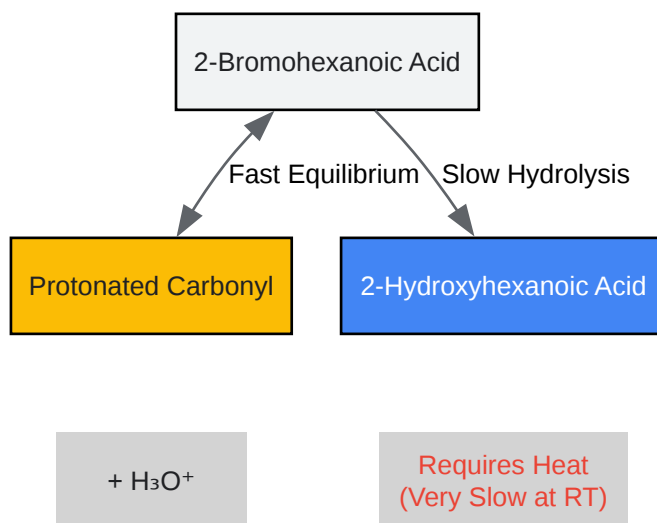 2-Bromohexanoic Acid
Fast Equilibrium
Slow Hydrolysis
Protonated Carbonyl
2-Hydroxyhexanoic Acid
+ H₃O⁺
Requires Heat
(Very Slow at RT)